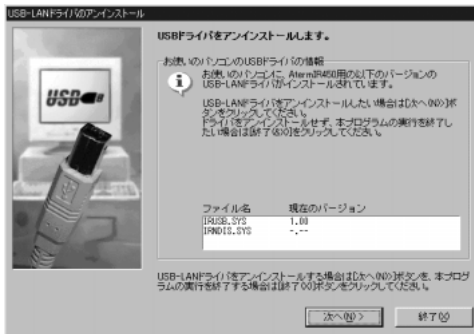 USB-LANドライバのアンインストール
USBドライバをアンインストールします。
お使いのパソコンのUSBドライバの情報
お使いのパソコンに、AtermIR450用の以下のバージョンの
USB-LANドライバがインストールされています。
USB-LANドライバをアンインストールしたい場合は[次へ(N)>]ボ
タンをクリックしてください。
ドライバをアンインストールせず、本プログラムの実行を終了し
たい場合は[終了(X)]をクリックしてください。
ファイル名 現在のバージョン
IRUSB.SYS 1.00
IRNDIS.SYS -.--
USB-LANドライバをアンインストールする場合は[次へ(N)>]ボタンを、本プログ
ラムの実行を終了する場合は[終了(X)]ボタンをクリックしてください。
次へ(N)>
終了(X)
USB